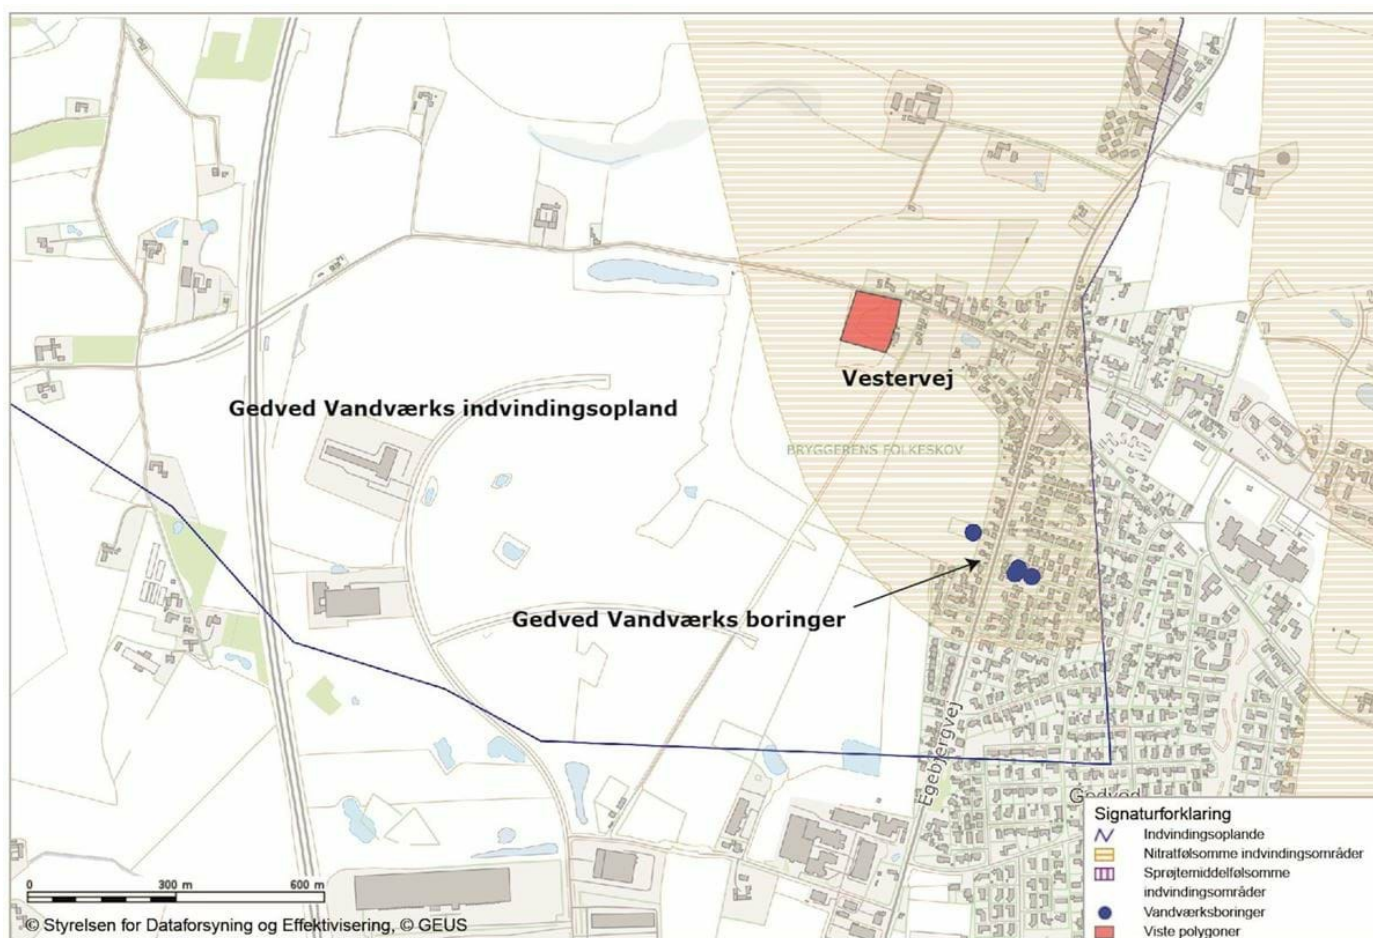 Vestervej
Gedved Vandværks indvindingsopland
BRYGGERENS FOLKESKOV
Gedved Vandværks boringer
Egebjergvej
Gedved
Signaturforklaring
Indvindingsoplande
Nitratfølsomme indvindingsområder
Sprøjtemiddelfølsomme
indvindingsområder
Vandværksboringer
Viste polygoner
0 300 m 600 m
© Styrelsen for Dataforsyning og Effektivisering, © GEUS